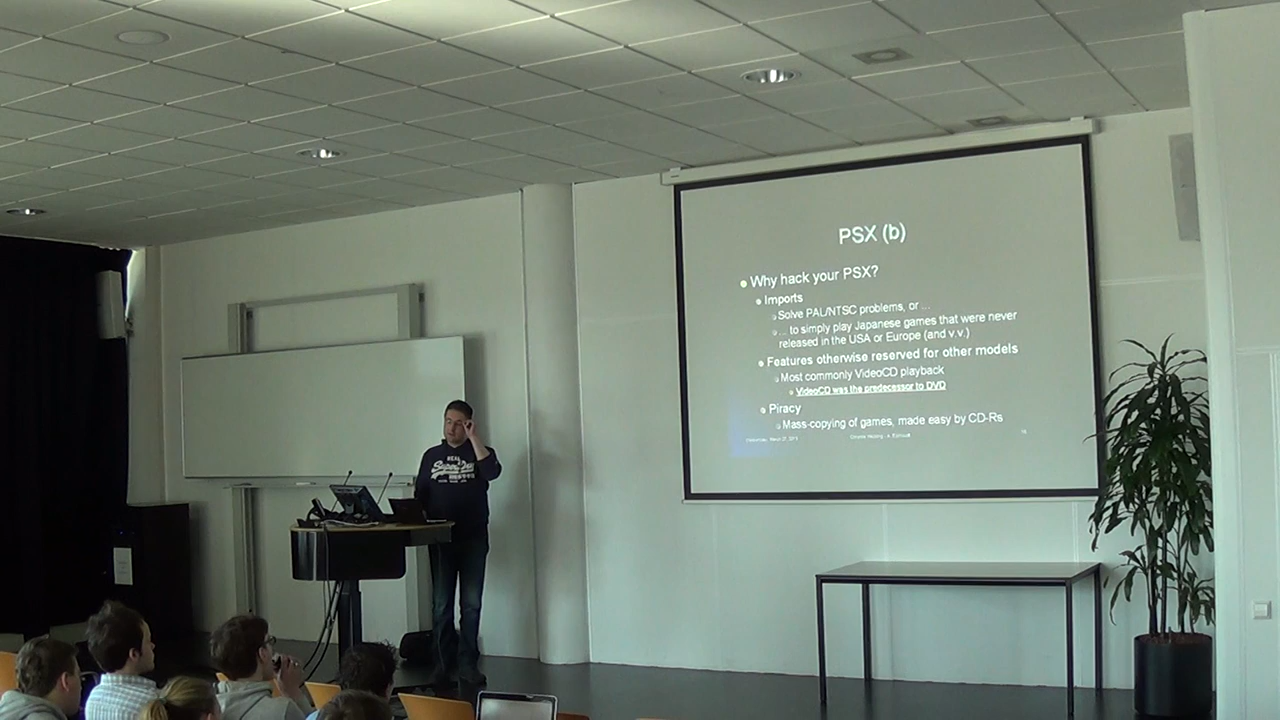 PSX (b)
Why hack your PSX?
Imports
Solve PAL/NTSC problems, or ...
... to simply play Japanese games that were never
released in the USA or Europe (and v.v.)
Features otherwise reserved for other models
Most commonly VideoCD playback
VideoCD was the predecessor to DVD
Piracy
Mass-copying of games, made easy by CD-Rs
REAL